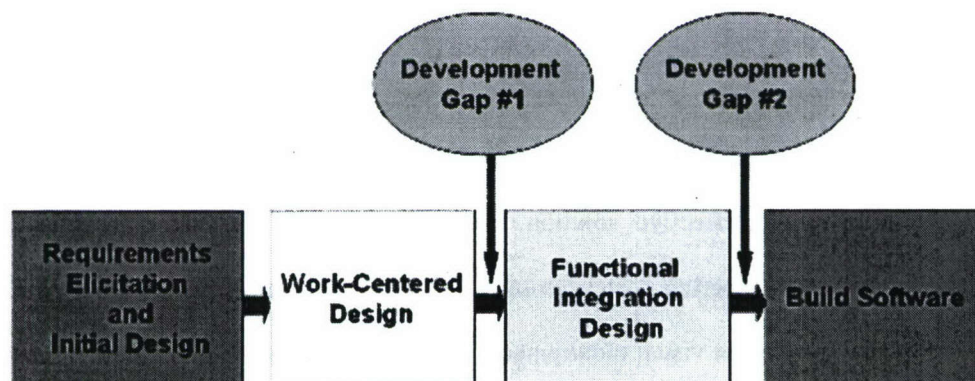 Development
Gap #1
Development
Gap #2
Requirements
Elicitation
and
Initial Design
Work-Centered
Design
Functional
Integration
Design
Build Software